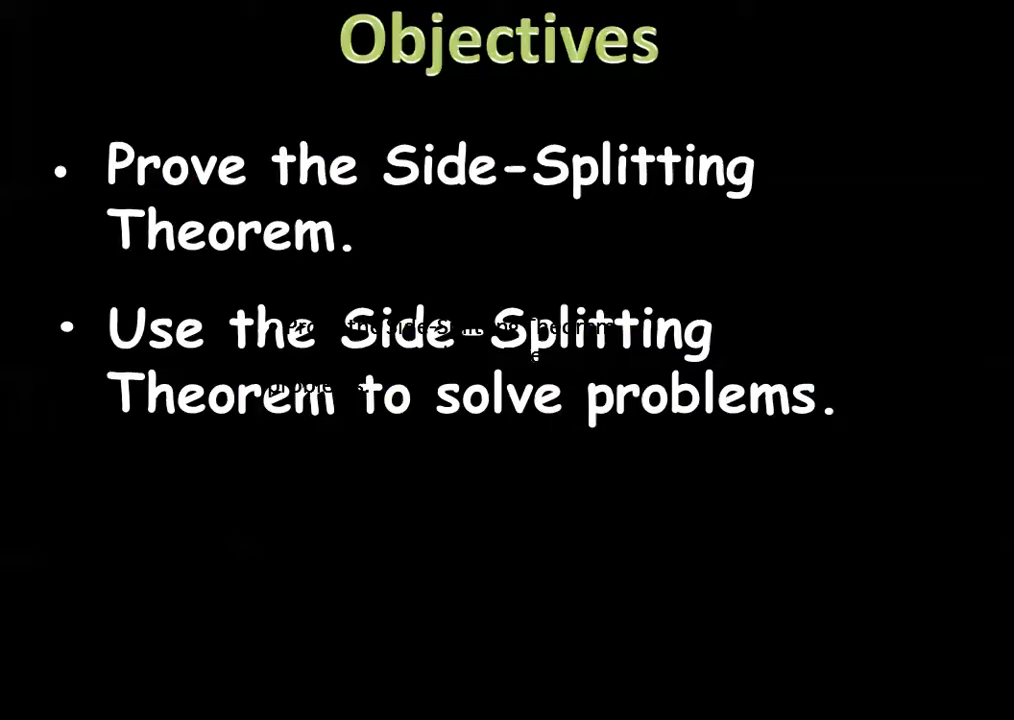 Objectives
• Prove the Side-Splitting
Theorem.
• Use the Side-Splitting
Theorem to solve problems.